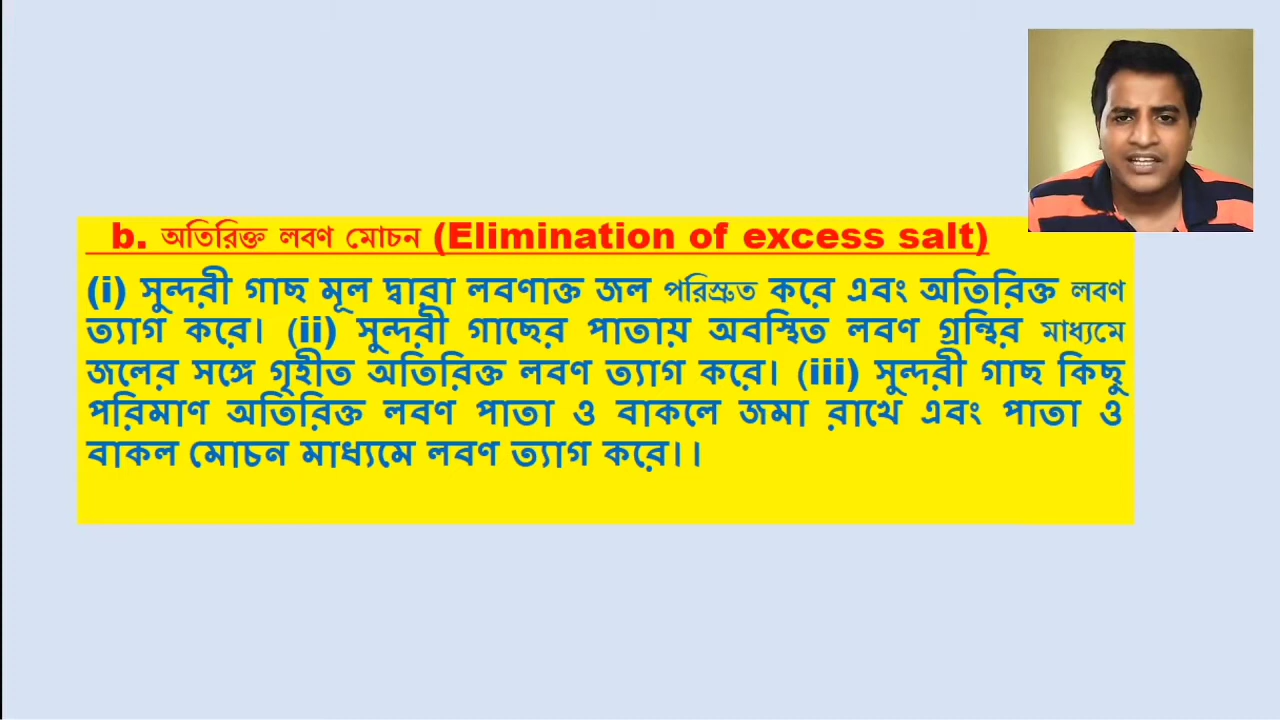 b. অতিরিক্ত লবণ মোচন (Elimination of excess salt)
(i) সুন্দরী গাছ মূল দ্বারা লবণাক্ত জল পরিস্রুত করে এবং অতিরিক্ত লবণ
ত্যাগ করে। (ii) সুন্দরী গাছের পাতায় অবস্থিত লবণ গ্রন্থির মাধ্যমে
জলের সঙ্গে গৃহীত অতিরিক্ত লবণ ত্যাগ করে। (iii) সুন্দরী গাছ কিছু
পরিমাণ অতিরিক্ত লবণ পাতা ও বাকলে জমা রাখে এবং পাতা ও
বাকল মোচন মাধ্যমে লবণ ত্যাগ করে।।